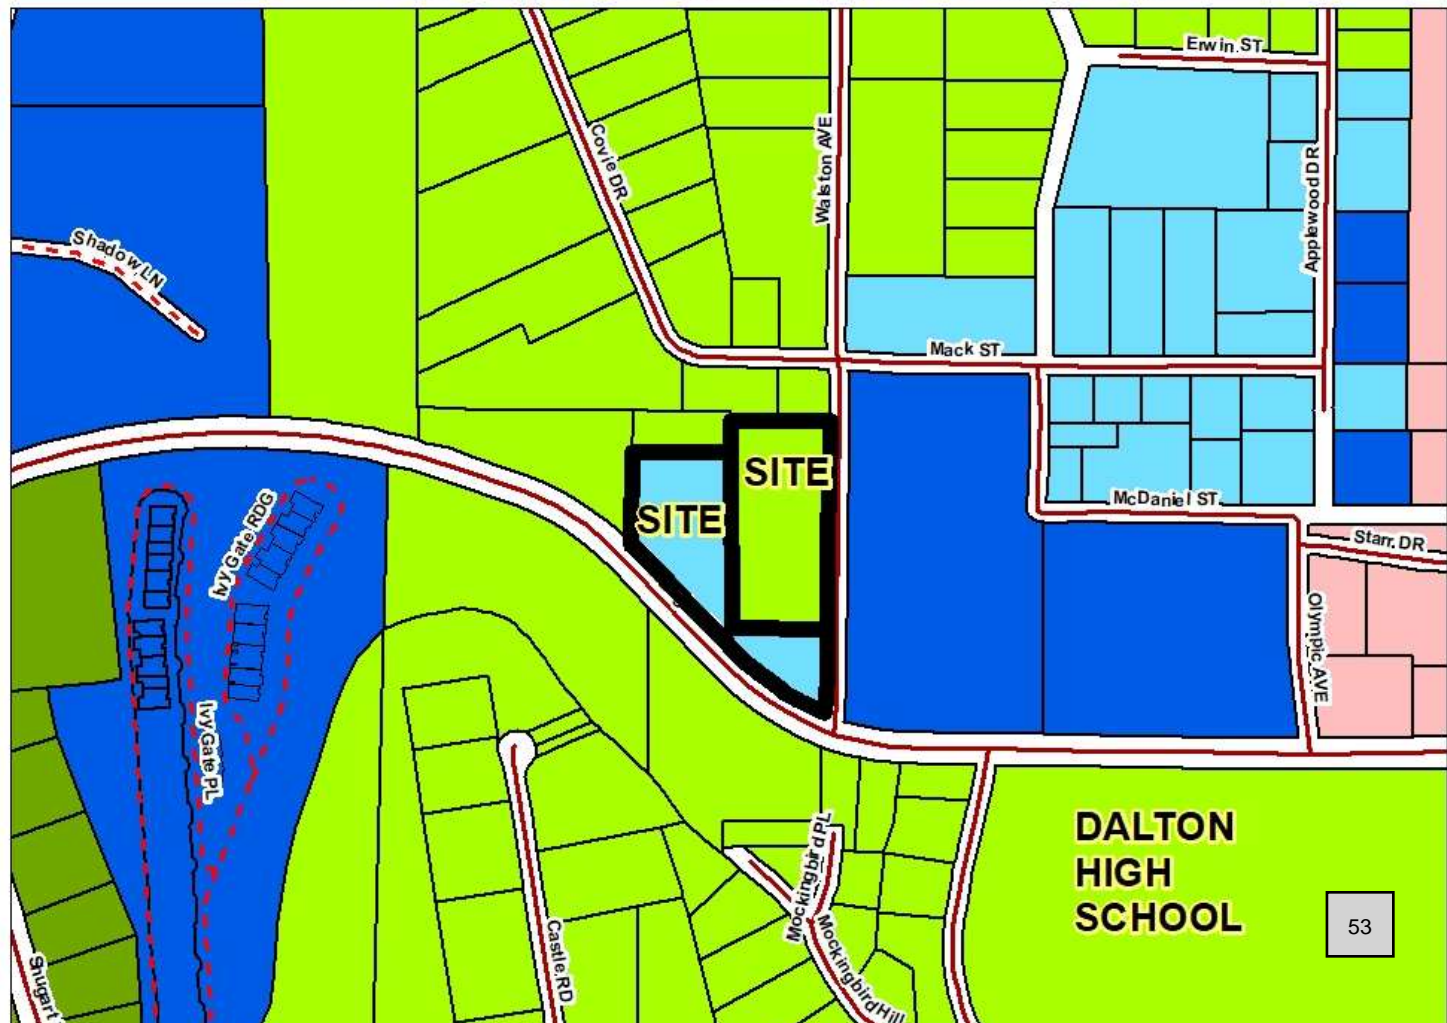 Erwin ST
Covie DR
Walston AVE
Applewood DR
Shadow LN
Mack ST
SITE
SITE
McDaniel ST
Ivy Gate RDG
Starr DR
Olympic AVE
Ivy Gate PL
DALTON
HIGH
SCHOOL
Mockingbird PL
53
Castle RD
Mockingbird Hill
Shugart